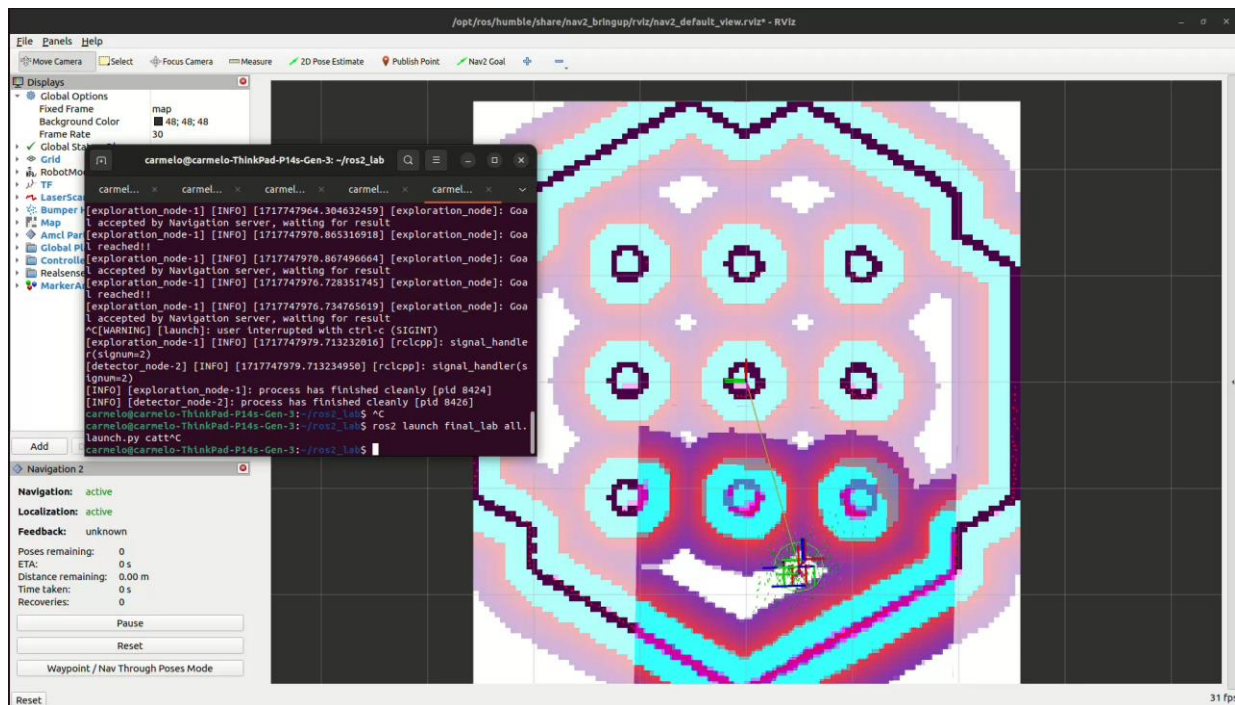 /opt/ros/humble/share/nav2_bringup/rviz/nav2_default_view.rviz* - RViz
File Panels Help
Move Camera Select Focus Camera Measure 2D Pose Estimate Publish Point Nav2 Goal
Displays
Global Options
Fixed Frame map
Background Color 48; 48; 48
Frame Rate 30
Global Sta
Grid
RobotMo
TF
LaserSca
Bumper H
Map
Amcl Par
Global Pl
Controlle
Realsense
MarkerAr
Add
carmelo@carmelo-ThinkPad-P14s-Gen-3: ~/ros2_lab
carmel... carmel... carmel... carmel... carmel...
[exploration_node-1] [INFO] [1717747964.304632459] [exploration_node]: Goa
l accepted by Navigation server, waiting for result
[exploration_node-1] [INFO] [1717747970.865316918] [exploration_node]: Goa
l reached!!
[exploration_node-1] [INFO] [1717747970.867496664] [exploration_node]: Goa
l accepted by Navigation server, waiting for result
[exploration_node-1] [INFO] [1717747976.728351745] [exploration_node]: Goa
l reached!!
[exploration_node-1] [INFO] [1717747976.734765619] [exploration_node]: Goa
l accepted by Navigation server, waiting for result
^C[WARNING] [launch]: user interrupted with ctrl-c (SIGINT)
[exploration_node-1] [INFO] [1717747979.713232016] [rclcpp]: signal_handle
r(signum=2)
[detector_node-2] [INFO] [1717747979.713234950] [rclcpp]: signal_handler(s
ignum=2)
[INFO] [exploration_node-1]: process has finished cleanly [pid 8424]
[INFO] [detector_node-2]: process has finished cleanly [pid 8426]
carmelo@carmelo-ThinkPad-P14s-Gen-3:~/ros2_lab$ ^C
carmelo@carmelo-ThinkPad-P14s-Gen-3:~/ros2_lab$ ros2 launch final_lab all.
launch.py catt^C
carmelo@carmelo-ThinkPad-P14s-Gen-3:~/ros2_lab$
Navigation 2
Navigation: active
Localization: active
Feedback: unknown
Poses remaining: 0
ETA: 0 s
Distance remaining: 0.00 m
Time taken: 0 s
Recoveries: 0
Pause
Reset
Waypoint / Nav Through Poses Mode
Reset
31 fps